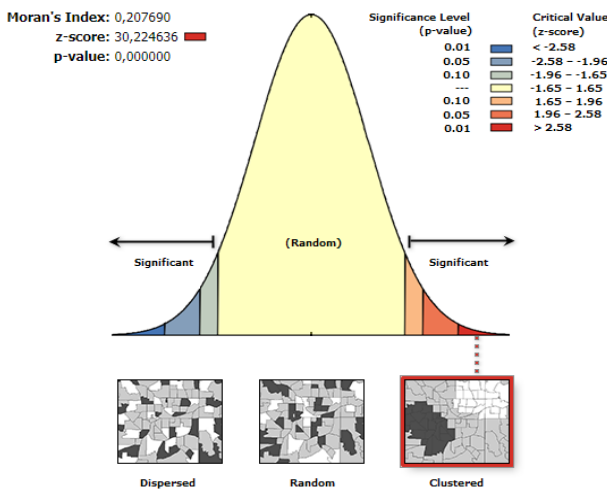 Moran's Index: 0,207690
z-score: 30,224636
p-value: 0,000000
Significance Level
(p-value)
Critical Value
(z-score)
0.01 < -2.58
0.05 -2.58 – -1.96
0.10 -1.96 – -1.65
--- -1.65 – 1.65
0.10 1.65 – 1.96
0.05 1.96 – 2.58
0.01 > 2.58
Significant
(Random)
Significant
Dispersed
Random
Clustered